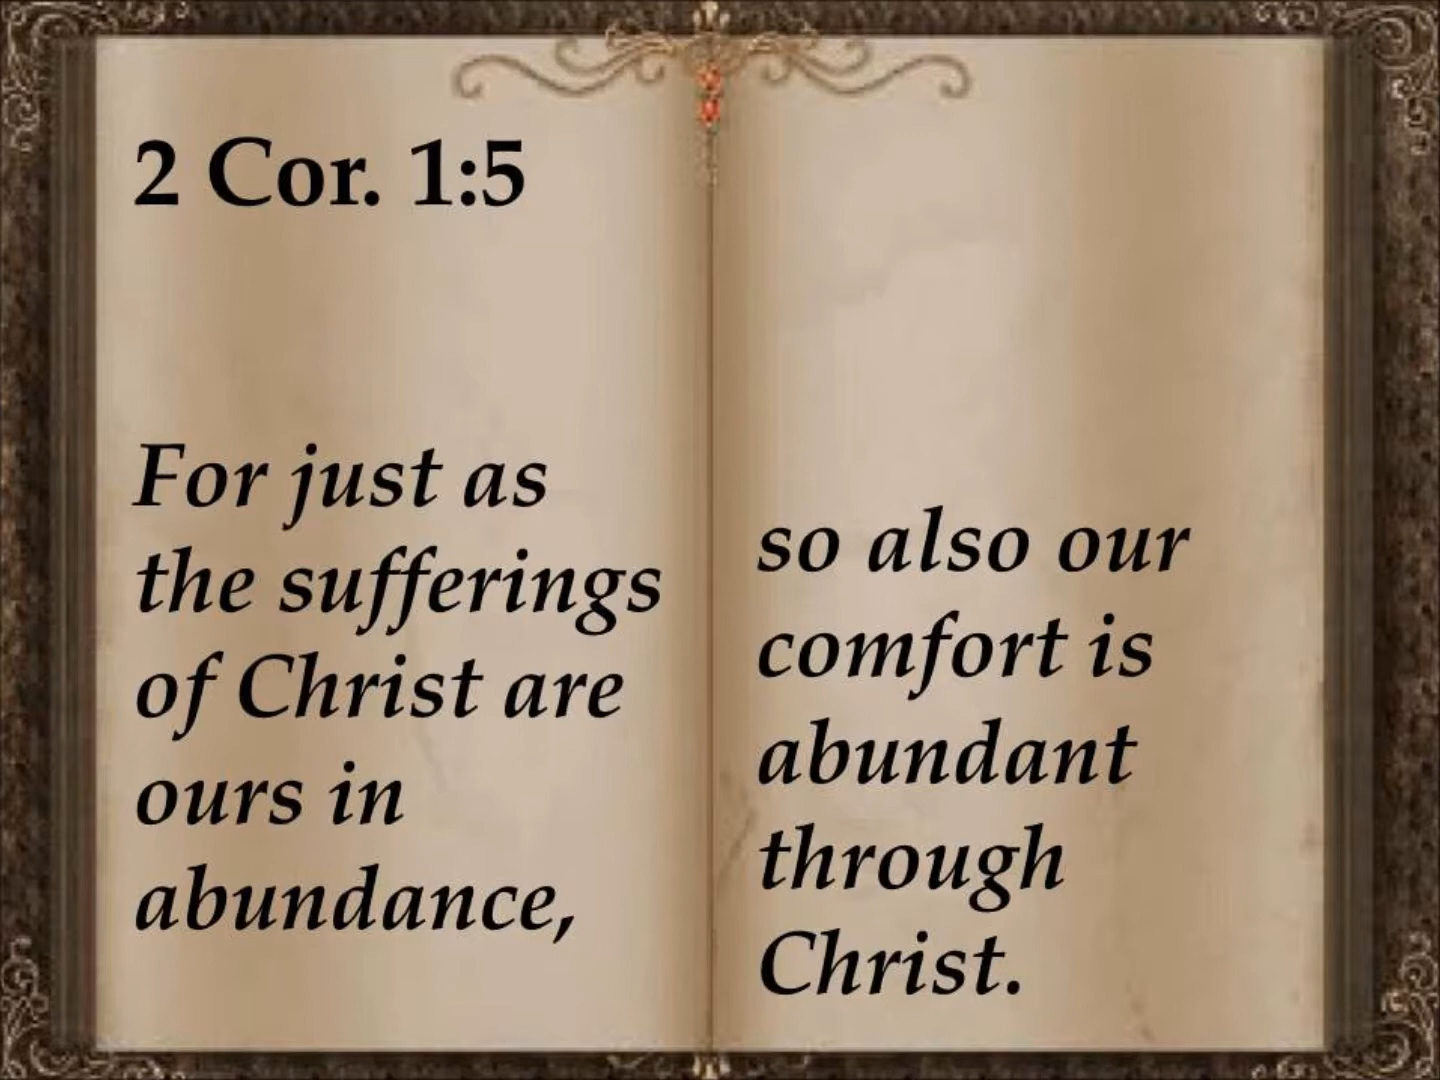 2 Cor. 1:5
For just as
the sufferings
of Christ are
ours in
abundance,
so also our
comfort is
abundant
through
Christ.